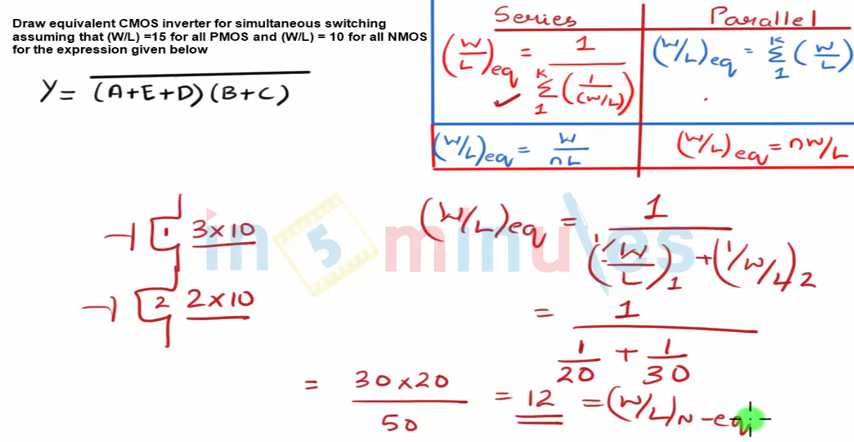 Draw equivalent CMOS inverter for simultaneous switching
assuming that (W/L) =15 for all PMOS and (W/L) = 10 for all NMOS
for the expression given below
Y = \overline{(A+E+D)(B+C)}
Series Parallel
(W/L)eq = 1 / Σ_1^K (1/(W/L)) ✓
(W/L)eq = Σ_1^K (W/L)
(W/L)eq = W/nL
(W/L)eq = nW/L
1 3×10
2 2×10
in 5 minutes
(W/L)eq = 1 / ((1/W/L)1 + (1/W/L)2)
= 1 / (1/20 + 1/30)
= 30×20 / 50 = 12 = (W/L)N-eq